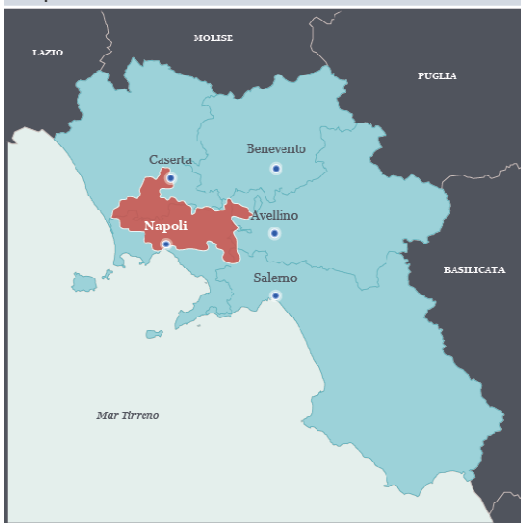 MOLISE
LAZIO
PUGLIA
Benevento
Caserta
Avellino
Napoli
BASILICATA
Salerno
Mar Tirreno